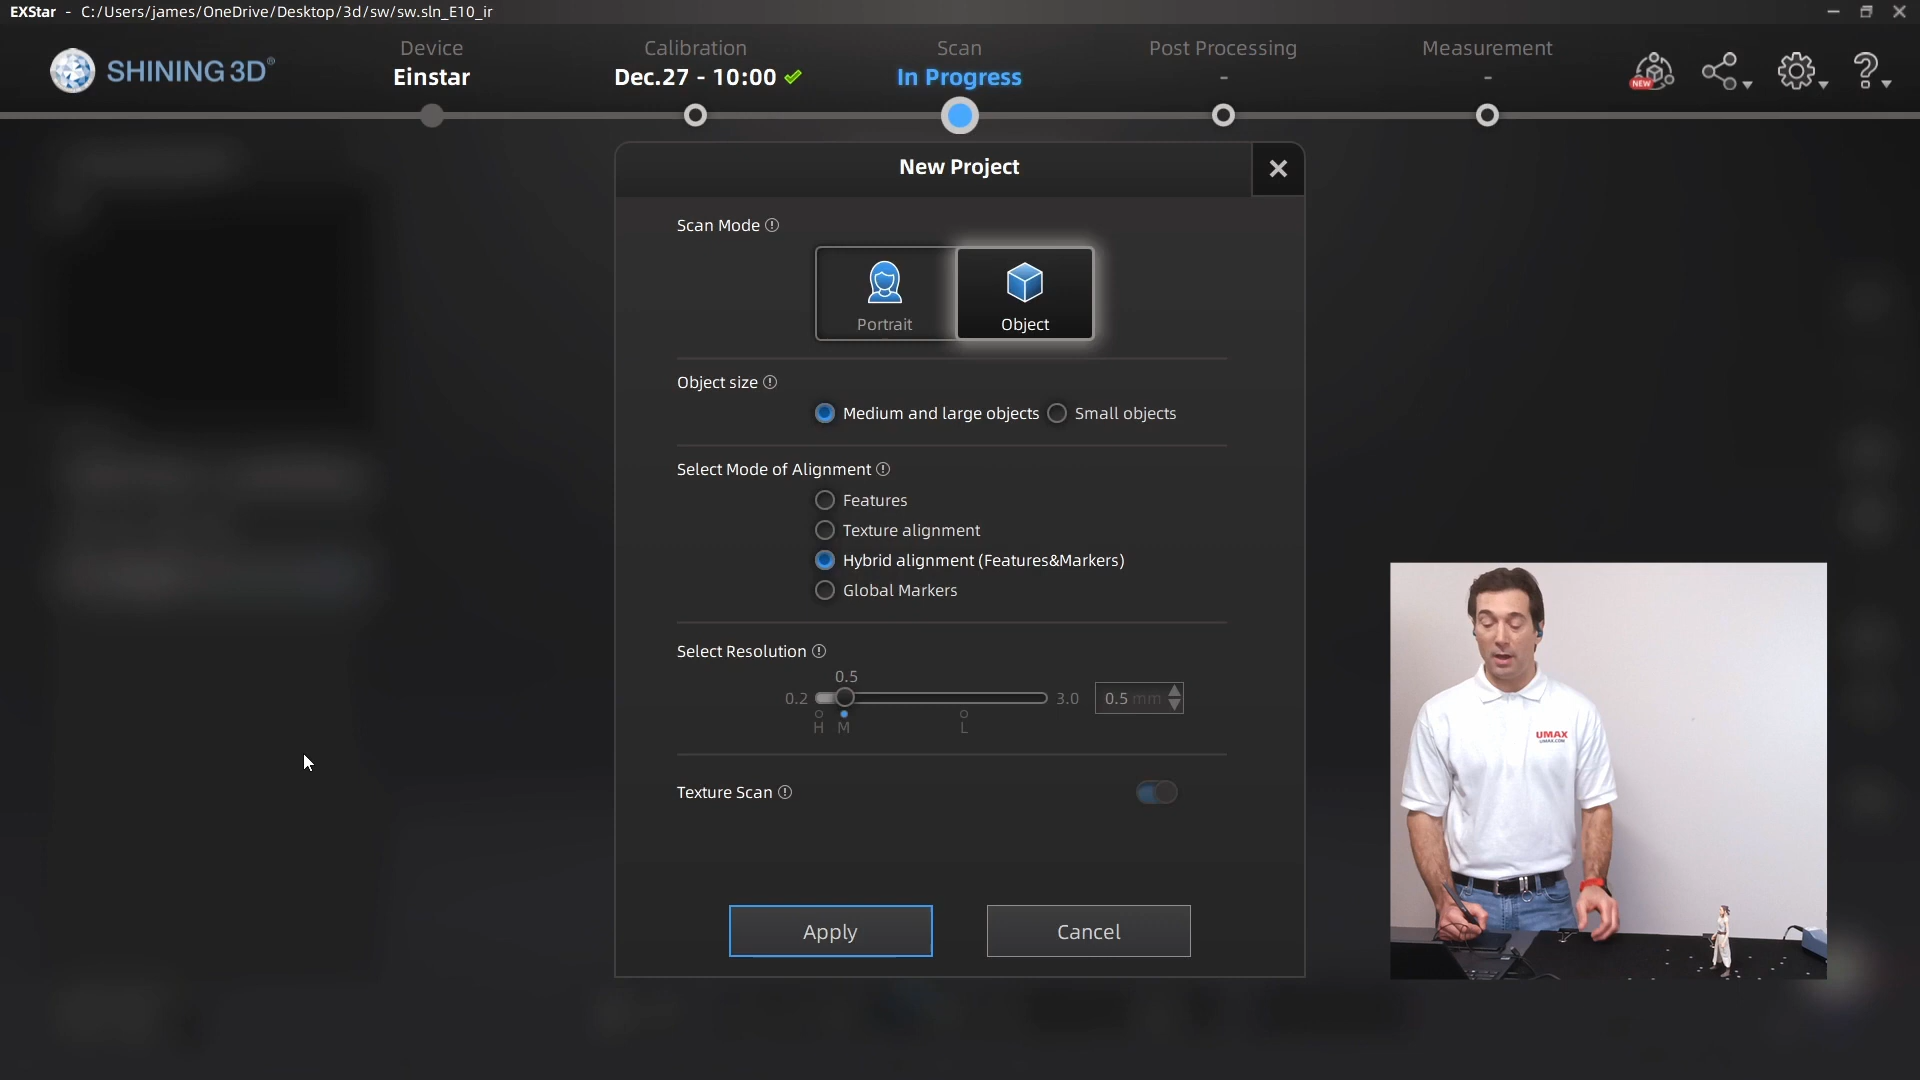 EXStar - C:/Users/james/OneDrive/Desktop/3d/sw/sw.sln_E10_ir
SHINING 3D®
Device
Einstar
Calibration
Dec.27 - 10:00
Scan
In Progress
Post Processing
-
Measurement
-
NEW
?
New Project
Scan Mode
Portrait
Object
Object size
Medium and large objects
Small objects
Select Mode of Alignment
Features
Texture alignment
Hybrid alignment (Features&Markers)
Global Markers
Select Resolution
0.5
0.2
3.0
0.5 mm
H M L
Texture Scan
Apply
Cancel
UMAX
UMAX.COM